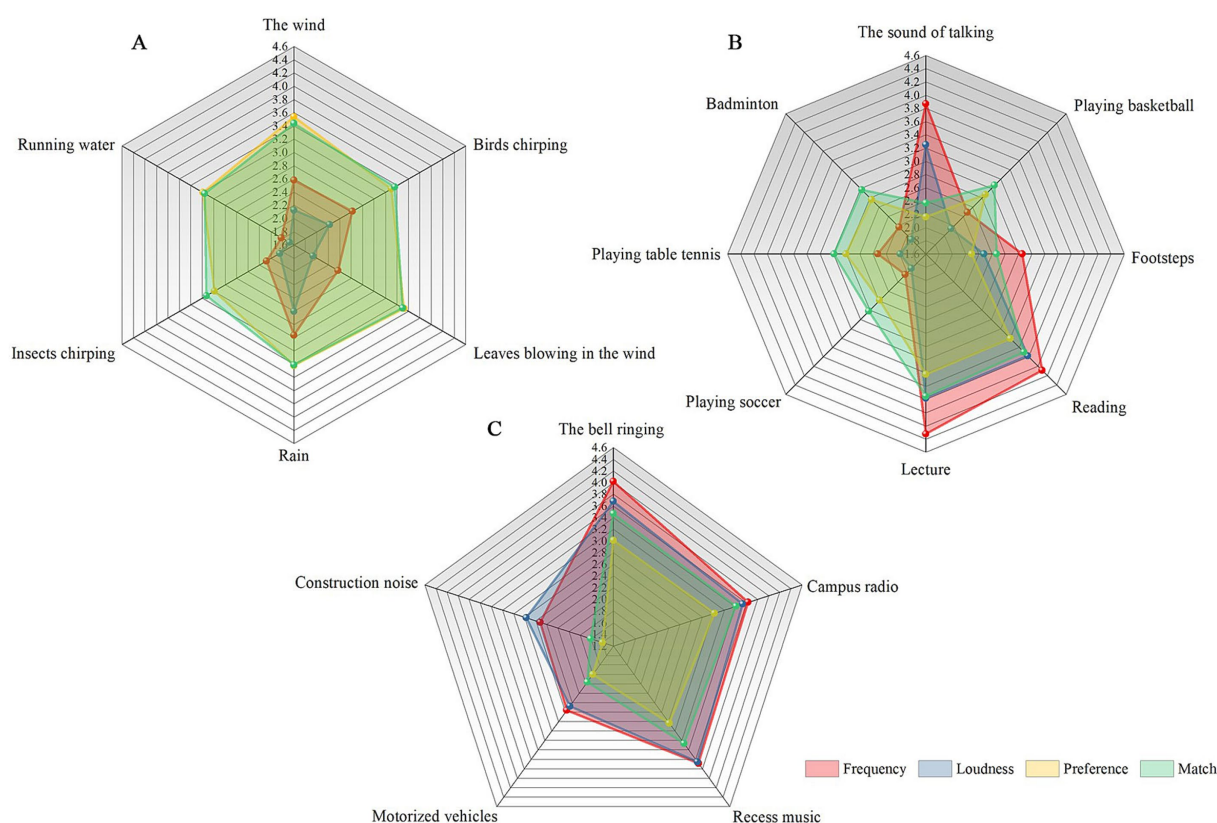 A
The wind
4.6
4.4
4.2
4.0
3.8
3.6
3.4
3.2
3.0
2.8
2.6
2.4
2.2
2.0
1.8
1.6
Birds chirping
Running water
Leaves blowing in the wind
Insects chirping
Rain
B
The sound of talking
4.6
4.4
4.2
4.0
3.8
3.6
3.4
3.2
3.0
2.8
2.6
2.4
2.2
2.0
1.8
1.6
Badminton
Playing basketball
Playing table tennis
Footsteps
Playing soccer
Reading
Lecture
C
The bell ringing
4.6
4.4
4.2
4.0
3.8
3.6
3.4
3.2
3.0
2.8
2.6
2.4
2.2
2.0
1.8
1.6
1.4
1.2
Construction noise
Campus radio
Motorized vehicles
Recess music
Frequency Loudness Preference Match